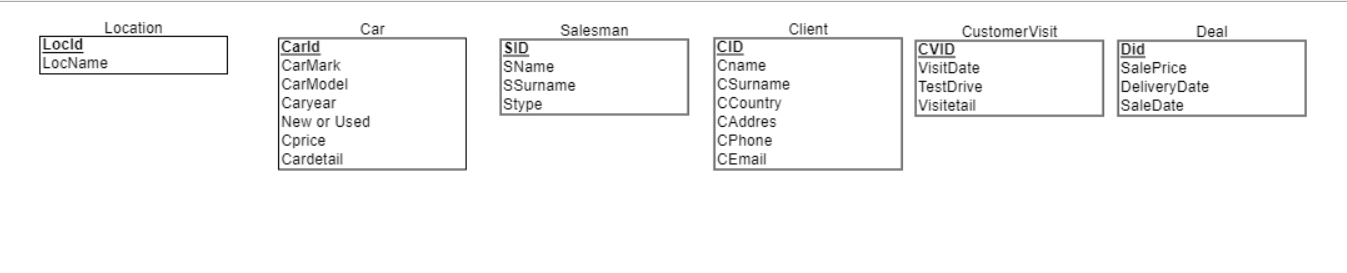 Location
LocId
LocName
Car
CarId
CarMark
CarModel
Caryear
New or Used
Cprice
Cardetail
Salesman
SID
SName
SSurname
Stype
Client
CID
Cname
CSurname
CCountry
CAddres
CPhone
CEmail
CustomerVisit
CVID
VisitDate
TestDrive
Visitetail
Deal
Did
SalePrice
DeliveryDate
SaleDate